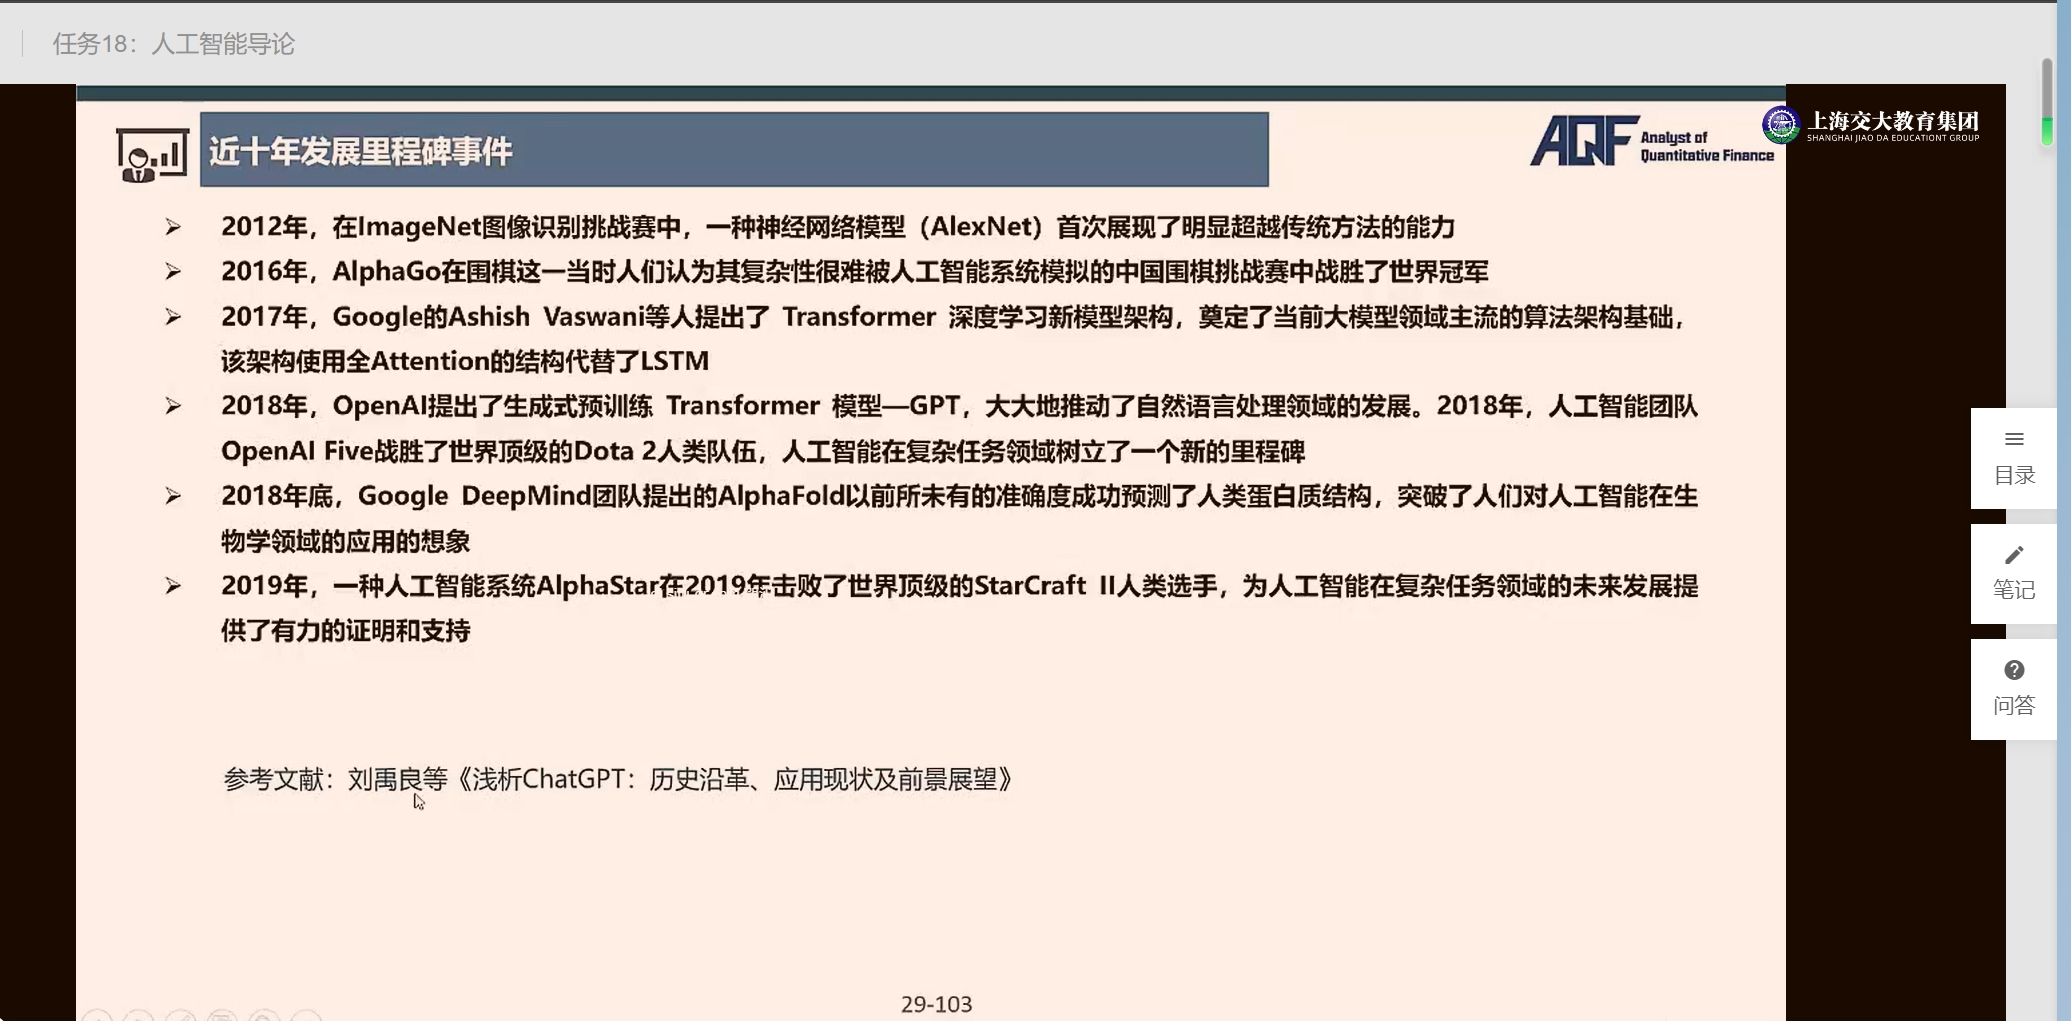 任务18：人工智能导论
近十年发展里程碑事件
AQF Analyst of Quantitative Finance
上海交大教育集团
SHANGHAI JIAO DA EDUCATIONT GROUP
2012年，在ImageNet图像识别挑战赛中，一种神经网络模型（AlexNet）首次展现了明显超越传统方法的能力
2016年，AlphaGo在围棋这一当时人们认为其复杂性很难被人工智能系统模拟的中国围棋挑战赛中战胜了世界冠军
2017年，Google的Ashish Vaswani等人提出了 Transformer 深度学习新模型架构，奠定了当前大模型领域主流的算法架构基础，
该架构使用全Attention的结构代替了LSTM
2018年，OpenAI提出了生成式预训练 Transformer 模型—GPT，大大地推动了自然语言处理领域的发展。2018年，人工智能团队
OpenAI Five战胜了世界顶级的Dota 2人类队伍，人工智能在复杂任务领域树立了一个新的里程碑
2018年底，Google DeepMind团队提出的AlphaFold以前所未有的准确度成功预测了人类蛋白质结构，突破了人们对人工智能在生
物学领域的应用的想象
2019年，一种人工智能系统AlphaStar在2019年击败了世界顶级的StarCraft II人类选手，为人工智能在复杂任务领域的未来发展提
供了有力的证明和支持
参考文献：刘禹良等《浅析ChatGPT：历史沿革、应用现状及前景展望》
29-103
目录
笔记
问答